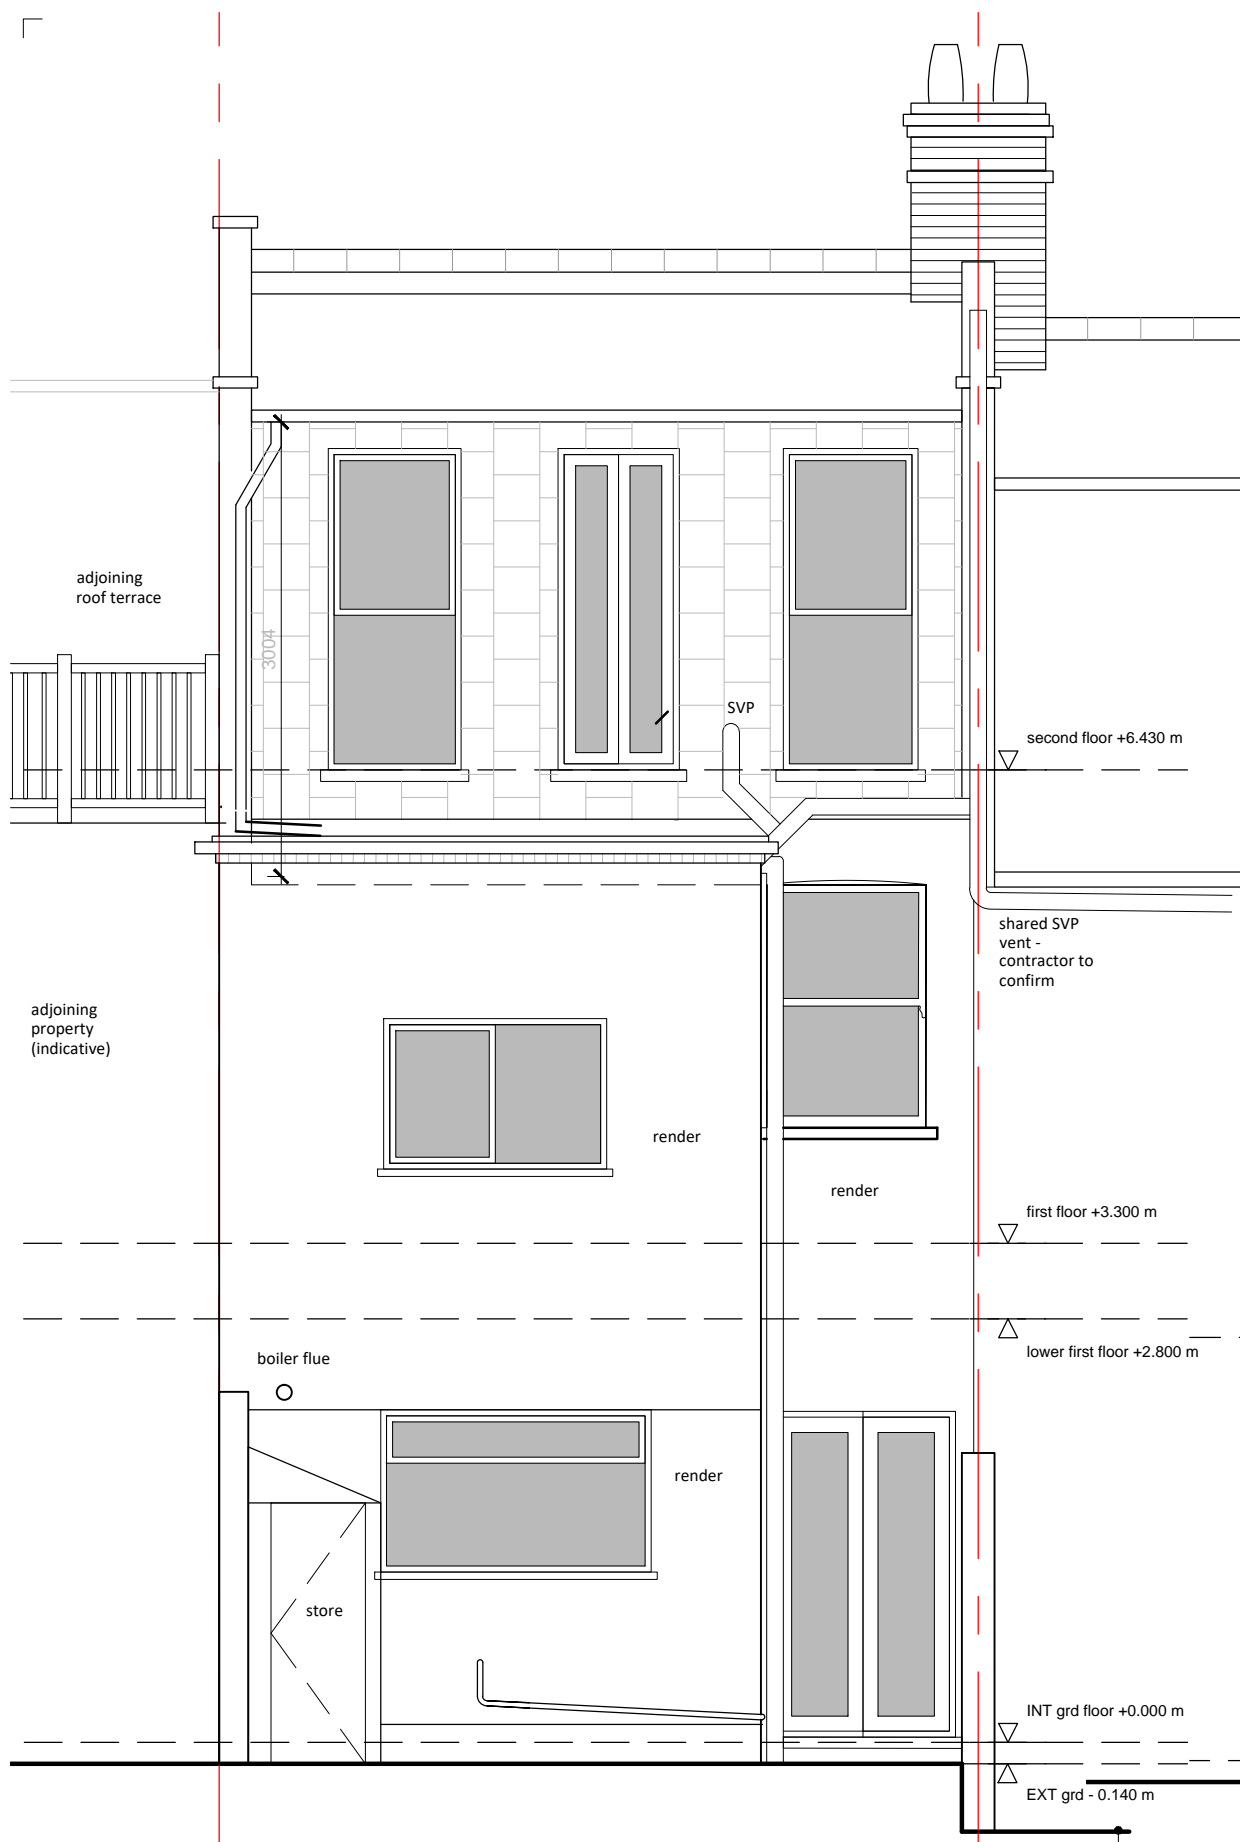 adjoining
roof terrace
3004
SVP
second floor +6.430 m
shared SVP
vent -
contractor to
confirm
adjoining
property
(indicative)
render
render
first floor +3.300 m
lower first floor +2.800 m
boiler flue
render
store
INT grd floor +0.000 m
EXT grd - 0.140 m